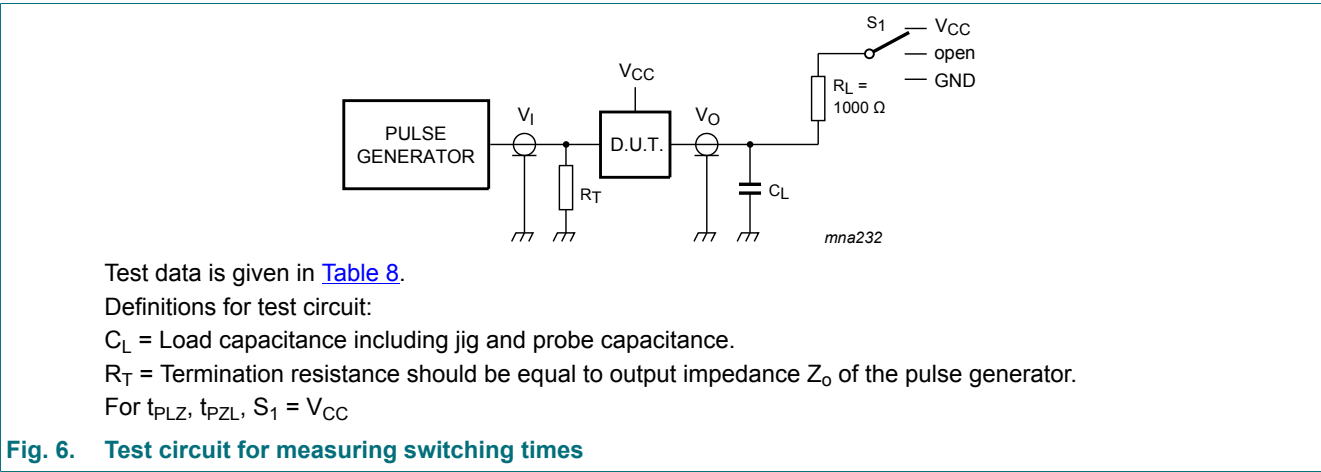 S1
VCC
open
GND
RL =
1000 Ω
VCC
VI
VO
PULSE
GENERATOR
D.U.T.
RT
CL
mna232
Test data is given in Table 8.
Definitions for test circuit:
CL = Load capacitance including jig and probe capacitance.
RT = Termination resistance should be equal to output impedance Zo of the pulse generator.
For tPLZ, tPZL, S1 = VCC
Fig. 6. Test circuit for measuring switching times